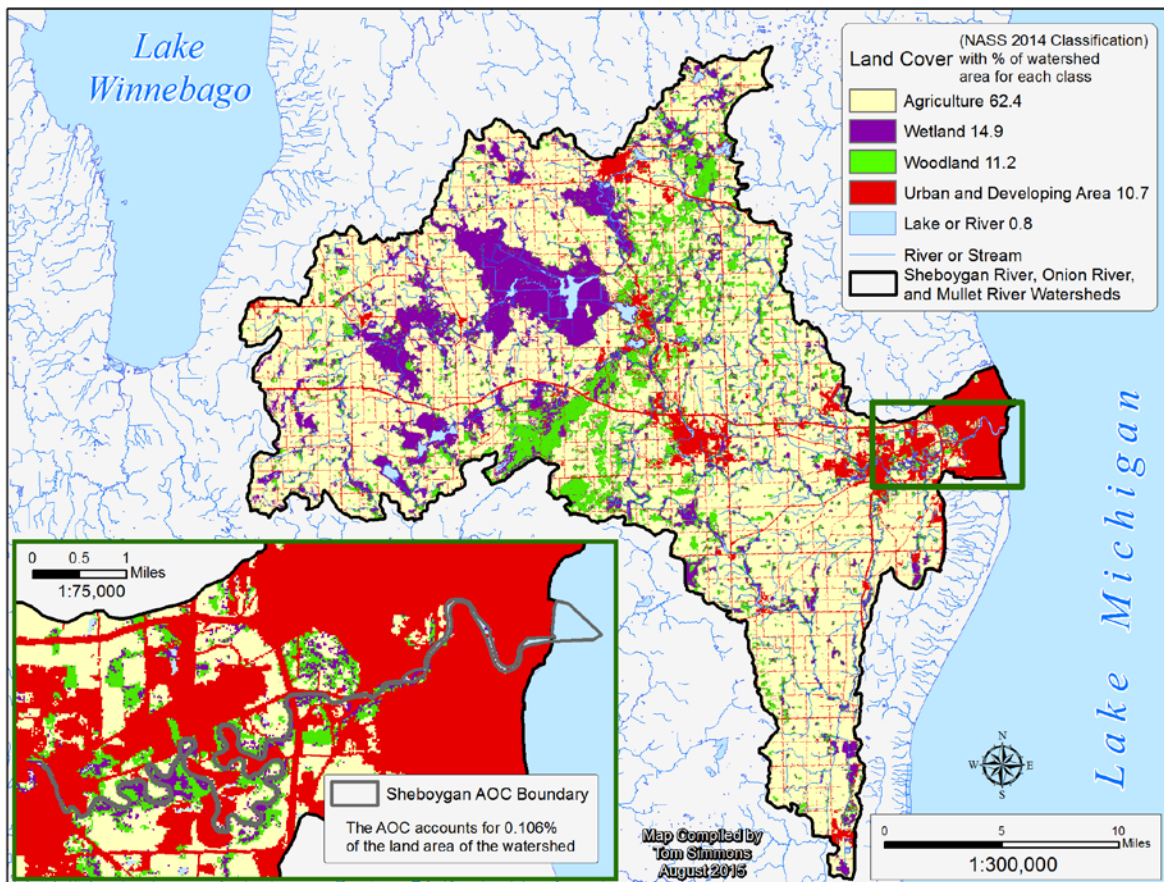 Lake
Winnebago
(NASS 2014 Classification)
Land Cover with % of watershed
area for each class
Agriculture 62.4
Wetland 14.9
Woodland 11.2
Urban and Developing Area 10.7
Lake or River 0.8
River or Stream
Sheboygan River, Onion River,
and Mullet River Watersheds
Lake Michigan
0 0.5 1
Miles
1:75,000
Sheboygan AOC Boundary
The AOC accounts for 0.106%
of the land area of the watershed
Map Compiled by
Tom Simmons
August 2015
N
W E
S
0 5 10
Miles
1:300,000